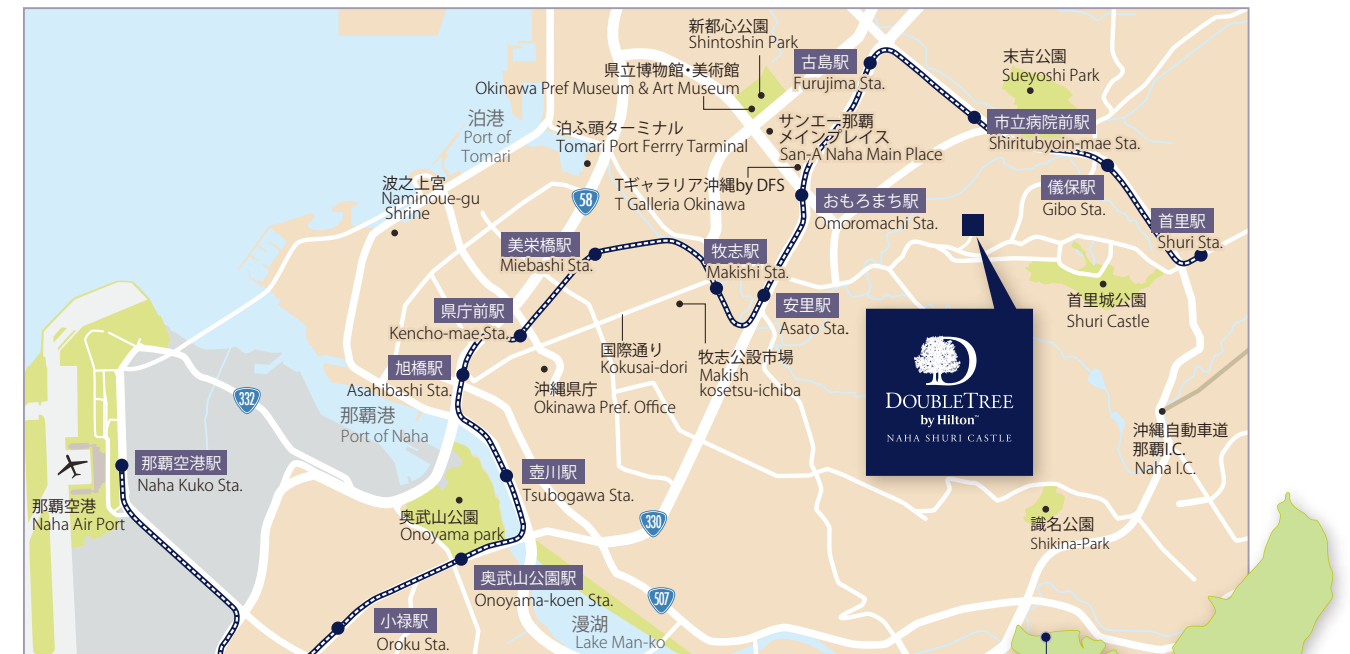 新都心公園
Shintoshin Park
県立博物館・美術館
Okinawa Pref Museum & Art Museum
古島駅
Furujima Sta.
末吉公園
Sueyoshi Park
泊港
Port of
Tomari
泊ふ頭ターミナル
Tomari Port Ferrry Tarminal
サンエー那覇
メインプレイス
San-A Naha Main Place
市立病院前駅
Shiritubyoin-mae Sta.
波之上宮
Naminoue-gu
Shrine
58
Tギャラリア沖縄by DFS
T Galleria Okinawa
おもろまち駅
Omoromachi Sta.
儀保駅
Gibo Sta.
首里駅
Shuri Sta.
美栄橋駅
Miebashi Sta.
牧志駅
Makishi Sta.
安里駅
Asato Sta.
首里城公園
Shuri Castle
県庁前駅
Kencho-mae Sta.
国際通り
Kokusai-dori
牧志公設市場
Makish
kosetsu-ichiba
旭橋駅
Asahibashi Sta.
沖縄県庁
Okinawa Pref. Office
332
那覇港
Port of Naha
D
DOUBLETREE
by Hilton™
NAHA SHURI CASTLE
沖縄自動車道
那覇I.C.
Naha I.C.
那覇空港駅
Naha Kuko Sta.
那覇空港
Naha Air Port
壺川駅
Tsubogawa Sta.
奥武山公園
Onoyama park
330
識名公園
Shikina-Park
奥武山公園駅
Onoyama-koen Sta.
507
小禄駅
Oroku Sta.
漫湖
Lake Man-ko